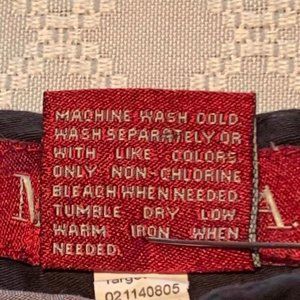 MACHINE WASH COLD
WASH SEPARATELY OR
WITH LIKE COLORS
ONLY NON-CHLORINE
BLEACH WHEN NEEDED
TUMBLE DRY LOW
WARM IRON WHEN
NEEDED.
M
A.
Target
021140805